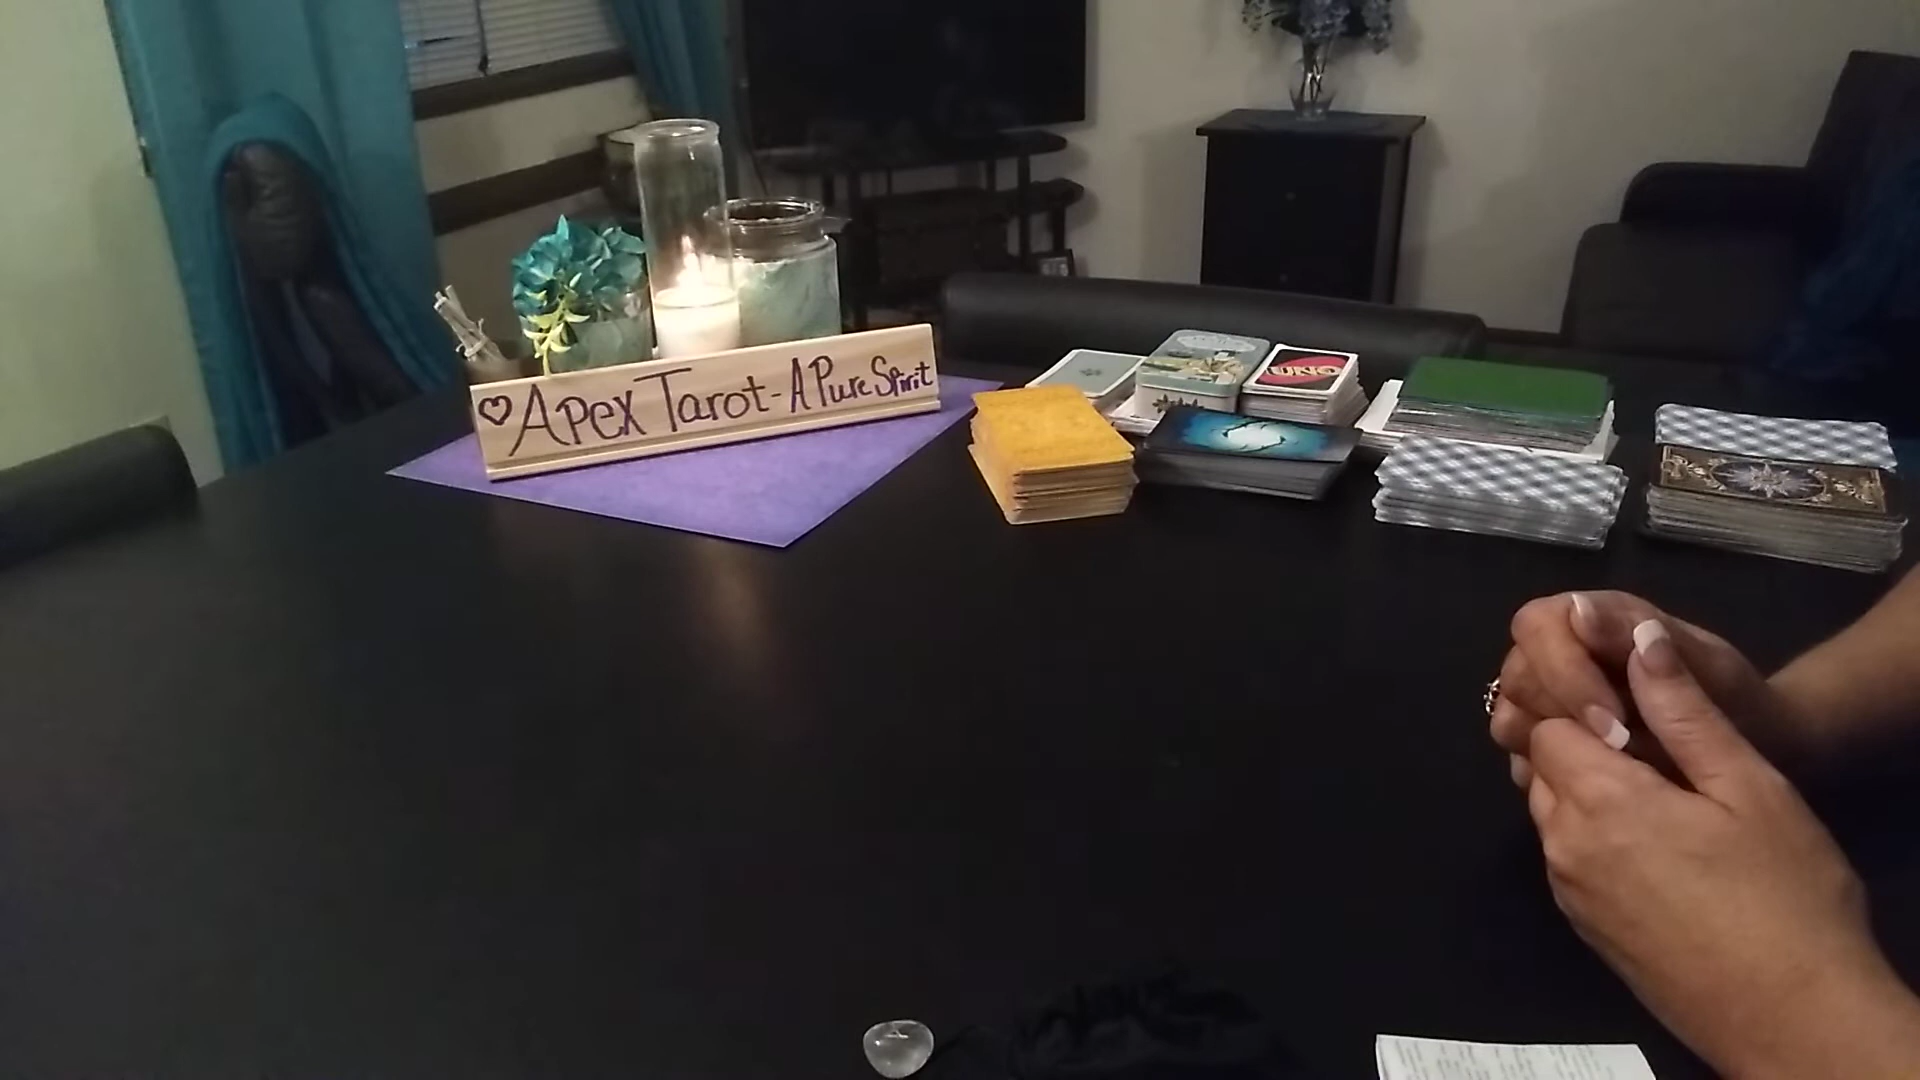 ♡Apex Tarot-A Pure Spirit
UNO